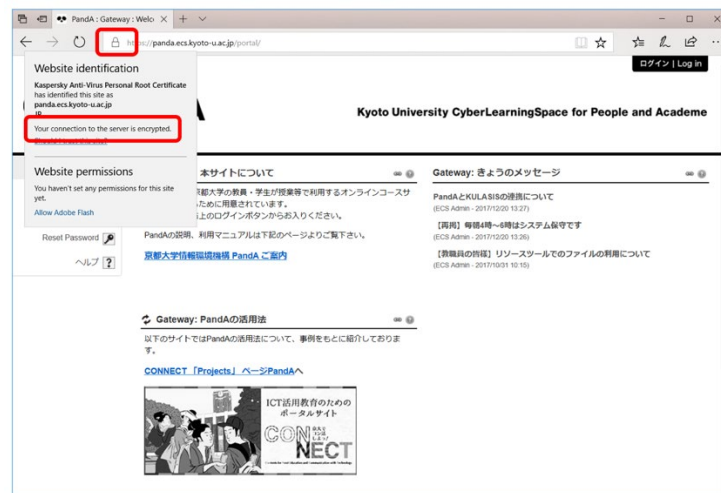 PandA : Gateway : Welc
https://panda.ecs.kyoto-u.ac.jp/portal/
ログイン | Log in
Website identification
Kaspersky Anti-Virus Personal Root Certificate
has identified this site as
panda.ecs.kyoto-u.ac.jp
JP
Your connection to the server is encrypted.
Should I trust this site?
Website permissions
You haven't set any permissions for this site
yet.
Allow Adobe Flash
A
Kyoto University CyberLearningSpace for People and Academe
Reset Password
ヘルプ
本サイトについて
京都大学の教員・学生が授業等で利用するオンラインコースサ
ために用意されています。
上のログインボタンからお入りください。
PandAの説明、利用マニュアルは下記のページよりご覧下さい。
京都大学情報環境機構 PandA ご案内
Gateway: きょうのメッセージ
PandAとKULASISの連携について
(ECS Admin - 2017/12/20 13:27)
【再掲】毎朝4時~6時はシステム保守です
(ECS Admin - 2017/12/20 13:26)
【教職員の皆様】リソースツールでのファイルの利用について
(ECS Admin - 2017/10/31 10:15)
Gateway: PandAの活用法
以下のサイトではPandAの活用法について、事例をもとに紹介しておりま
す。
CONNECT 「Projects」 ページPandAへ
ICT活用教育のための
ポータルサイト
CONNECT